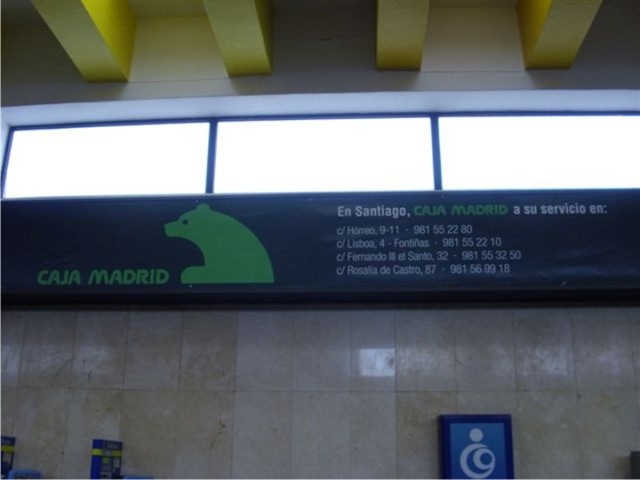 CAJA MADRID
En Santiago, CAJA MADRID a su servicio en:
c/ Hórreo, 9-11 · 981 55 22 80
c/ Lisboa, 4 - Fontiñas · 981 55 22 10
c/ Fernando III el Santo, 32 · 981 55 32 50
c/ Rosalía de Castro, 87 · 981 56 99 18